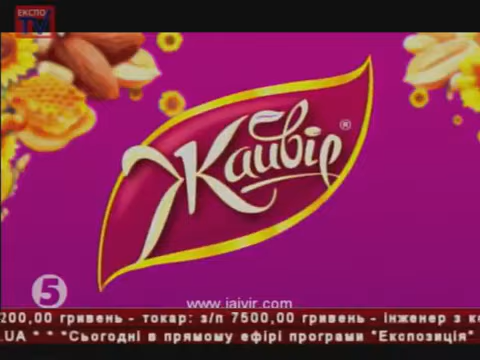 ЕКСПО
TV
Жайвір®
5
www.jaivir.com
200,00 гривень - токар: з/п 7500,00 гривень - інженер з к
.UA * * *Сьогодні в прямому ефірі програми "Експозиція"